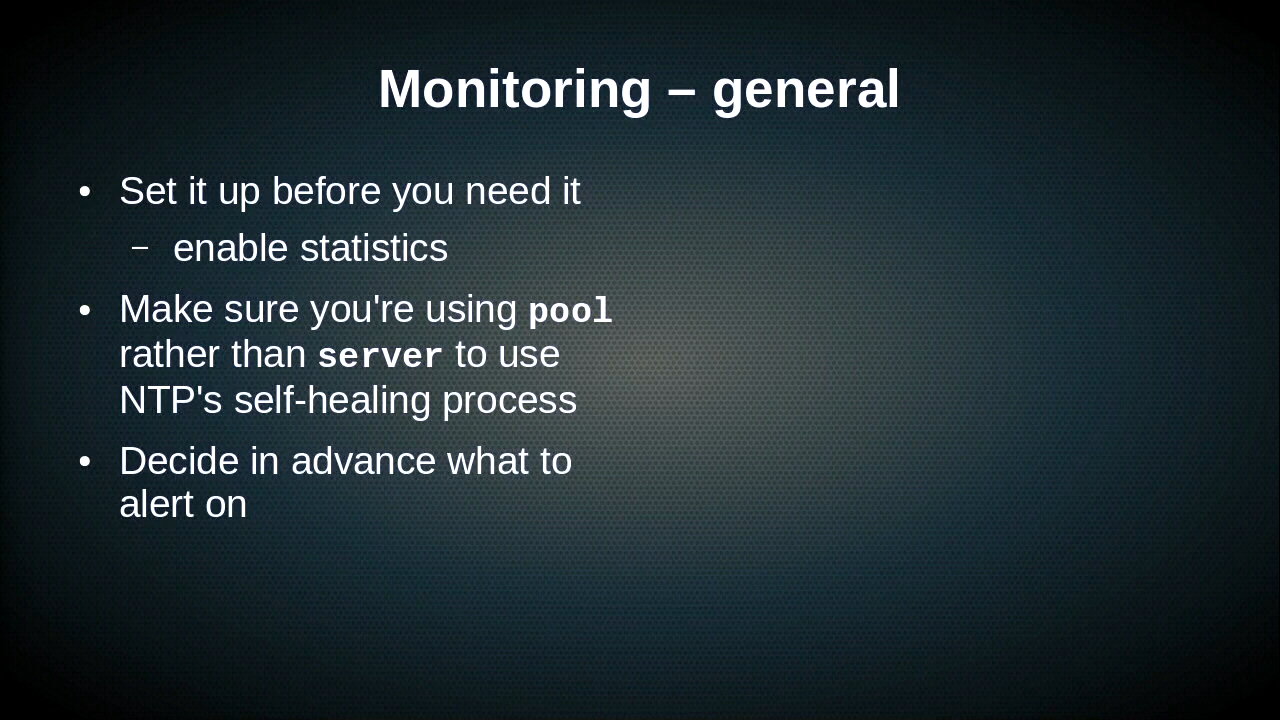 Monitoring – general
• Set it up before you need it
– enable statistics
• Make sure you're using pool
rather than server to use
NTP's self-healing process
• Decide in advance what to
alert on